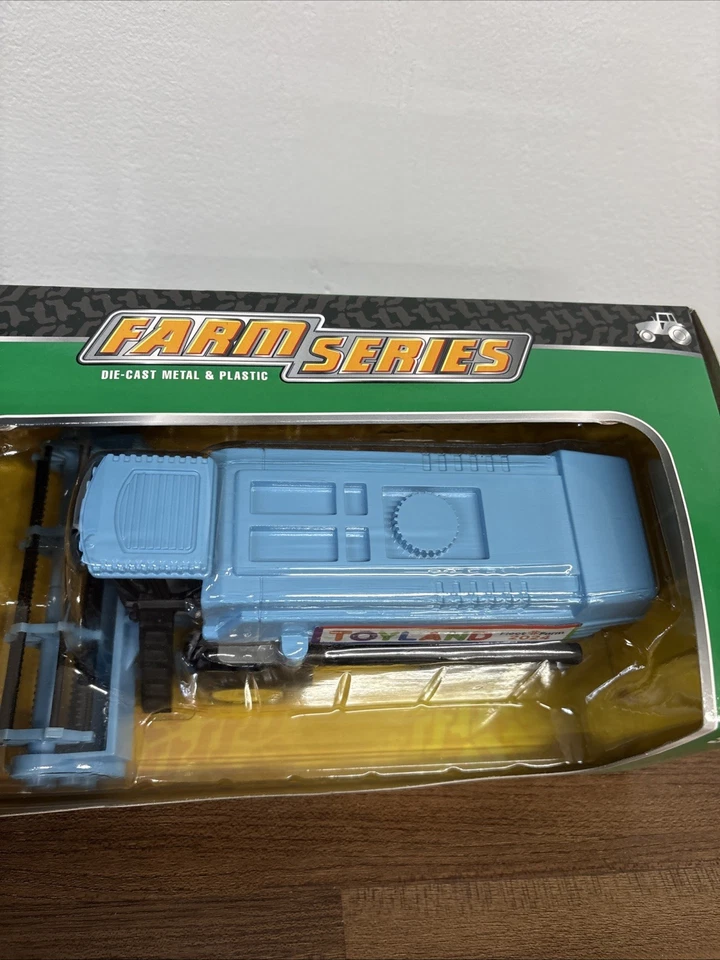 FARM SERIES
DIE-CAST METAL & PLASTIC
TOYLAND